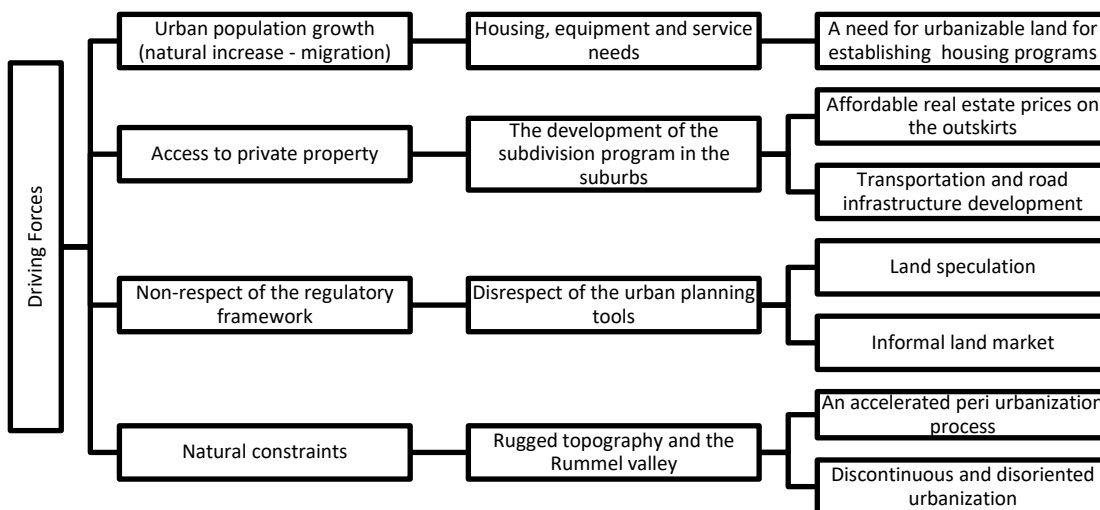 Driving Forces
Urban population growth
(natural increase - migration)
Housing, equipment and service
needs
A need for urbanizable land for
establishing  housing programs
Access to private property
The development of the
subdivision program in the
suburbs
Affordable real estate prices on
the outskirts
Transportation and road
infrastructure development
Non-respect of the regulatory
framework
Disrespect of the urban planning
tools
Land speculation
Informal land market
Natural constraints
Rugged topography and the
Rummel valley
An accelerated peri urbanization
process
Discontinuous and disoriented
urbanization